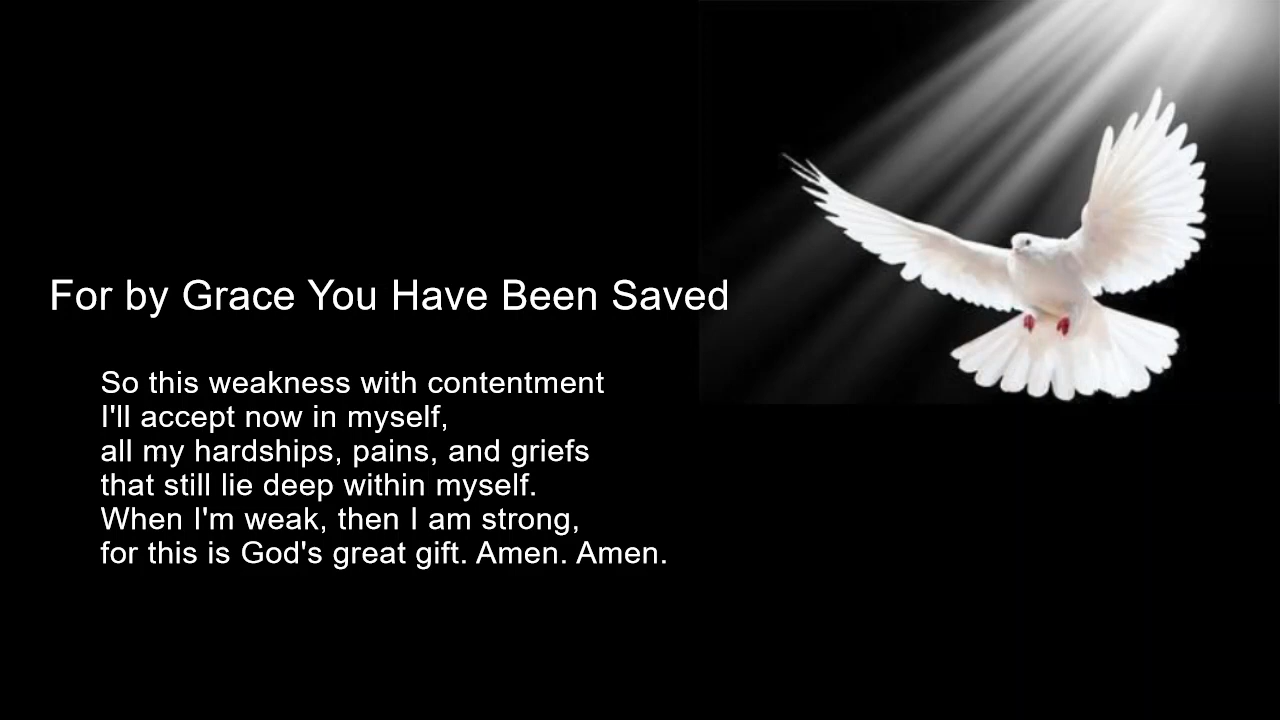 For by Grace You Have Been Saved
So this weakness with contentment
I'll accept now in myself,
all my hardships, pains, and griefs
that still lie deep within myself.
When I'm weak, then I am strong,
for this is God's great gift. Amen. Amen.